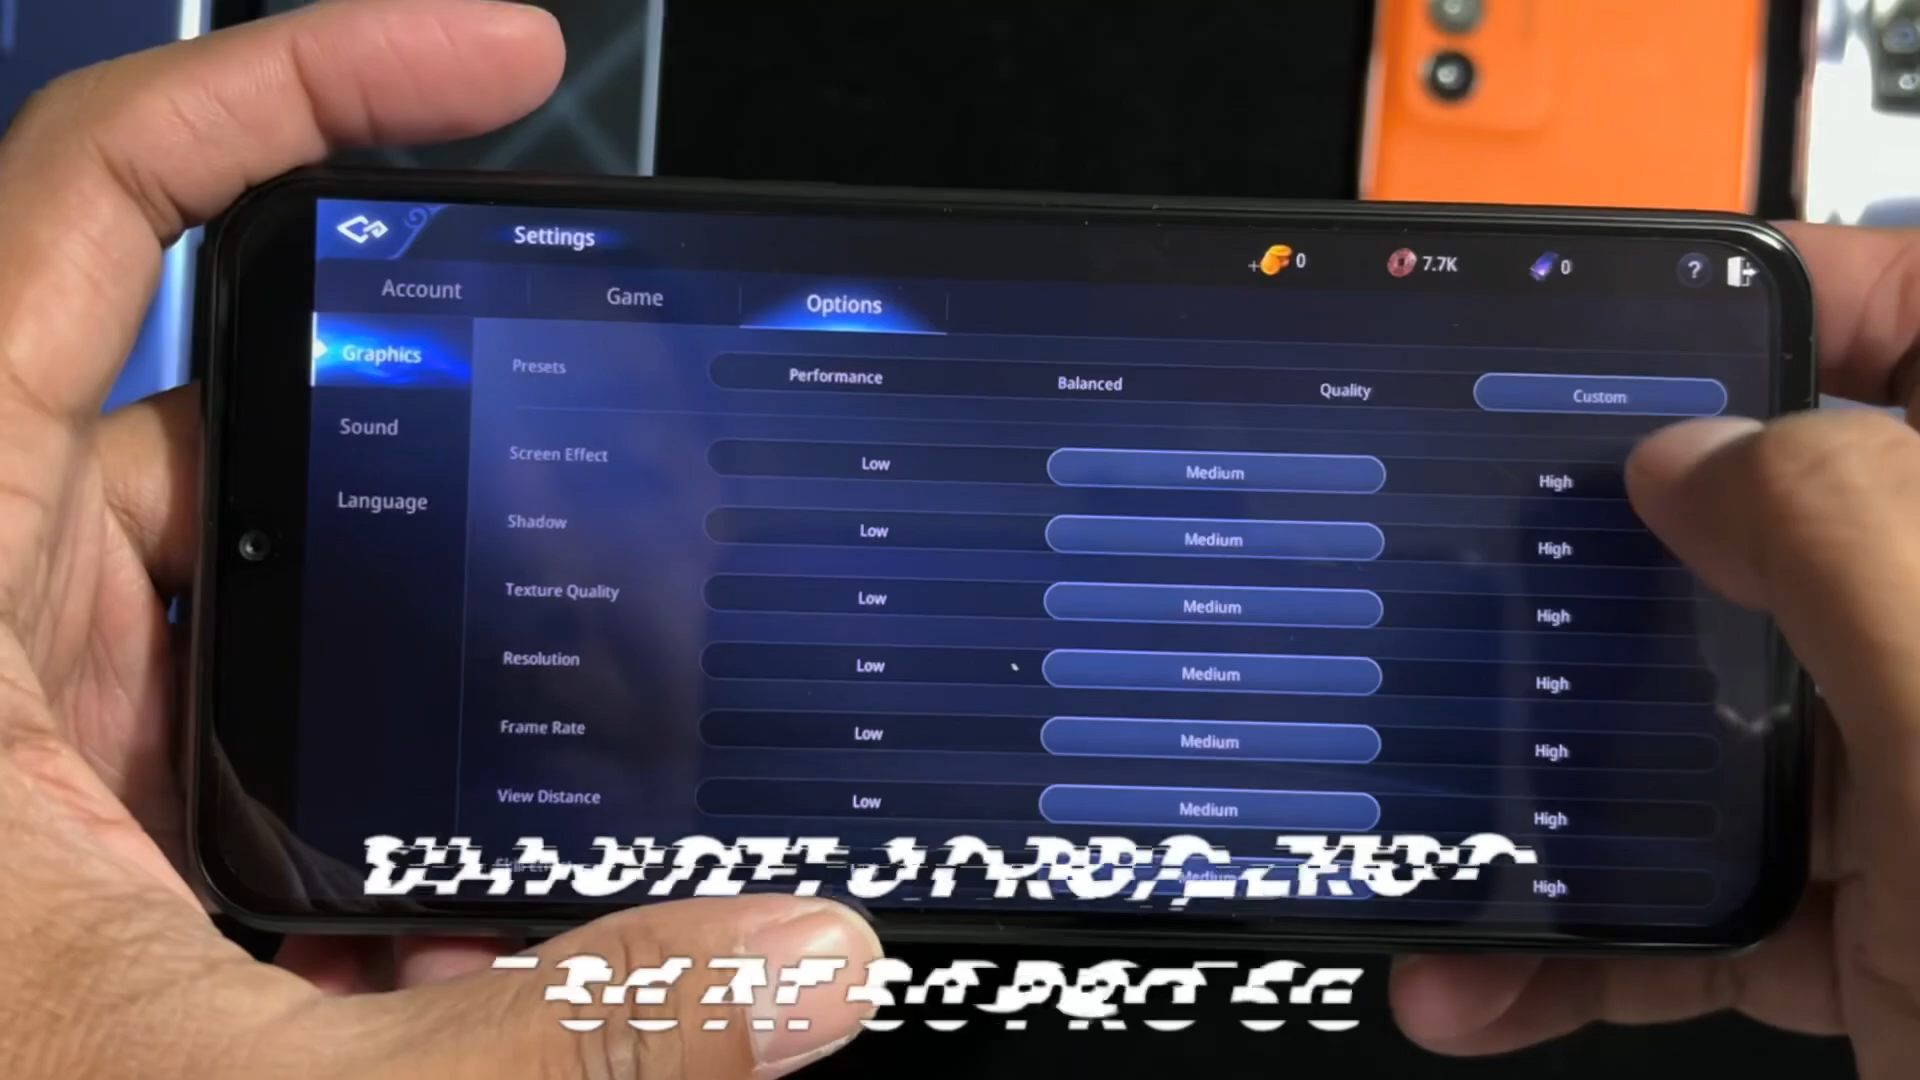 Settings
0
7.7K
0
?
Account Game Options
Graphics
Sound
Language
Presets Performance Balanced Quality Custom
Screen Effect Low Medium High
Shadow Low Medium High
Texture Quality Low Medium High
Resolution Low Medium High
Frame Rate Low Medium High
View Distance Low Medium High
Medium High